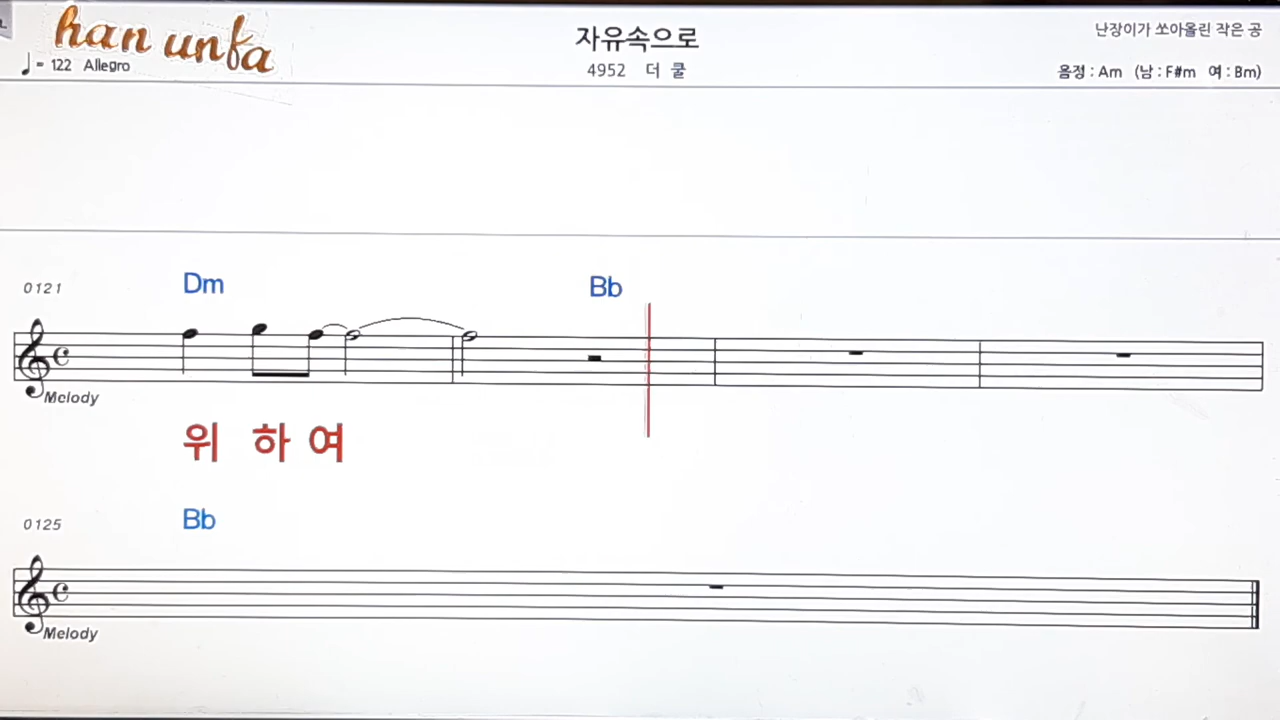 han unfa
♩= 122 Allegro
자유속으로
4952 더 쿨
난장이가 쏘아올린 작은 공
음정 : Am (남 : F#m 여 : Bm)
0121
Dm
Bb
Melody
위 하 여
0125
Bb
Melody